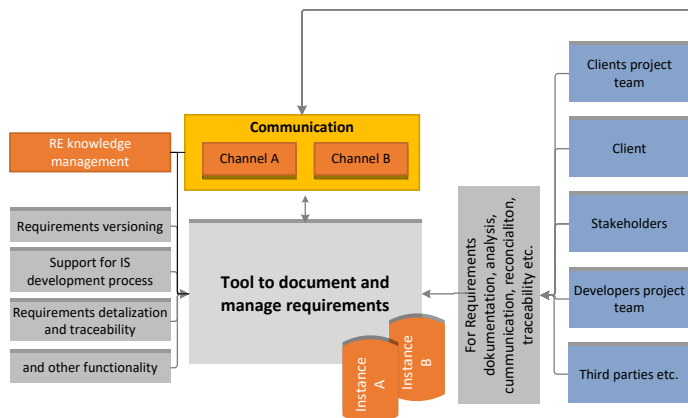 Communication
Channel A
Channel B
RE knowledge
management
Requirements versioning
Support for IS
development process
Requirements detalization
and traceability
and other functionality
Tool to document and
manage requirements
Instance
A
Instance
B
For Requirements
dokumentation, analysis,
cummunication, reconcialiton,
traceability etc.
Clients project
team
Client
Stakeholders
Developers project
team
Third parties etc.